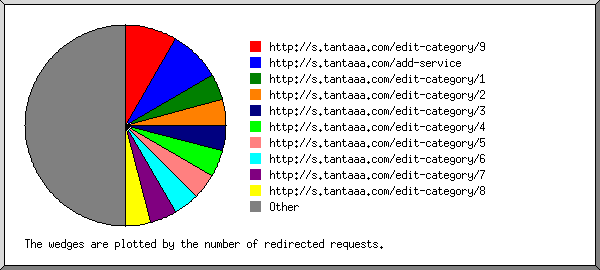 http://s.tantaaa.com/edit-category/9
http://s.tantaaa.com/add-service
http://s.tantaaa.com/edit-category/1
http://s.tantaaa.com/edit-category/2
http://s.tantaaa.com/edit-category/3
http://s.tantaaa.com/edit-category/4
http://s.tantaaa.com/edit-category/5
http://s.tantaaa.com/edit-category/6
http://s.tantaaa.com/edit-category/7
http://s.tantaaa.com/edit-category/8
Other
The wedges are plotted by the number of redirected requests.